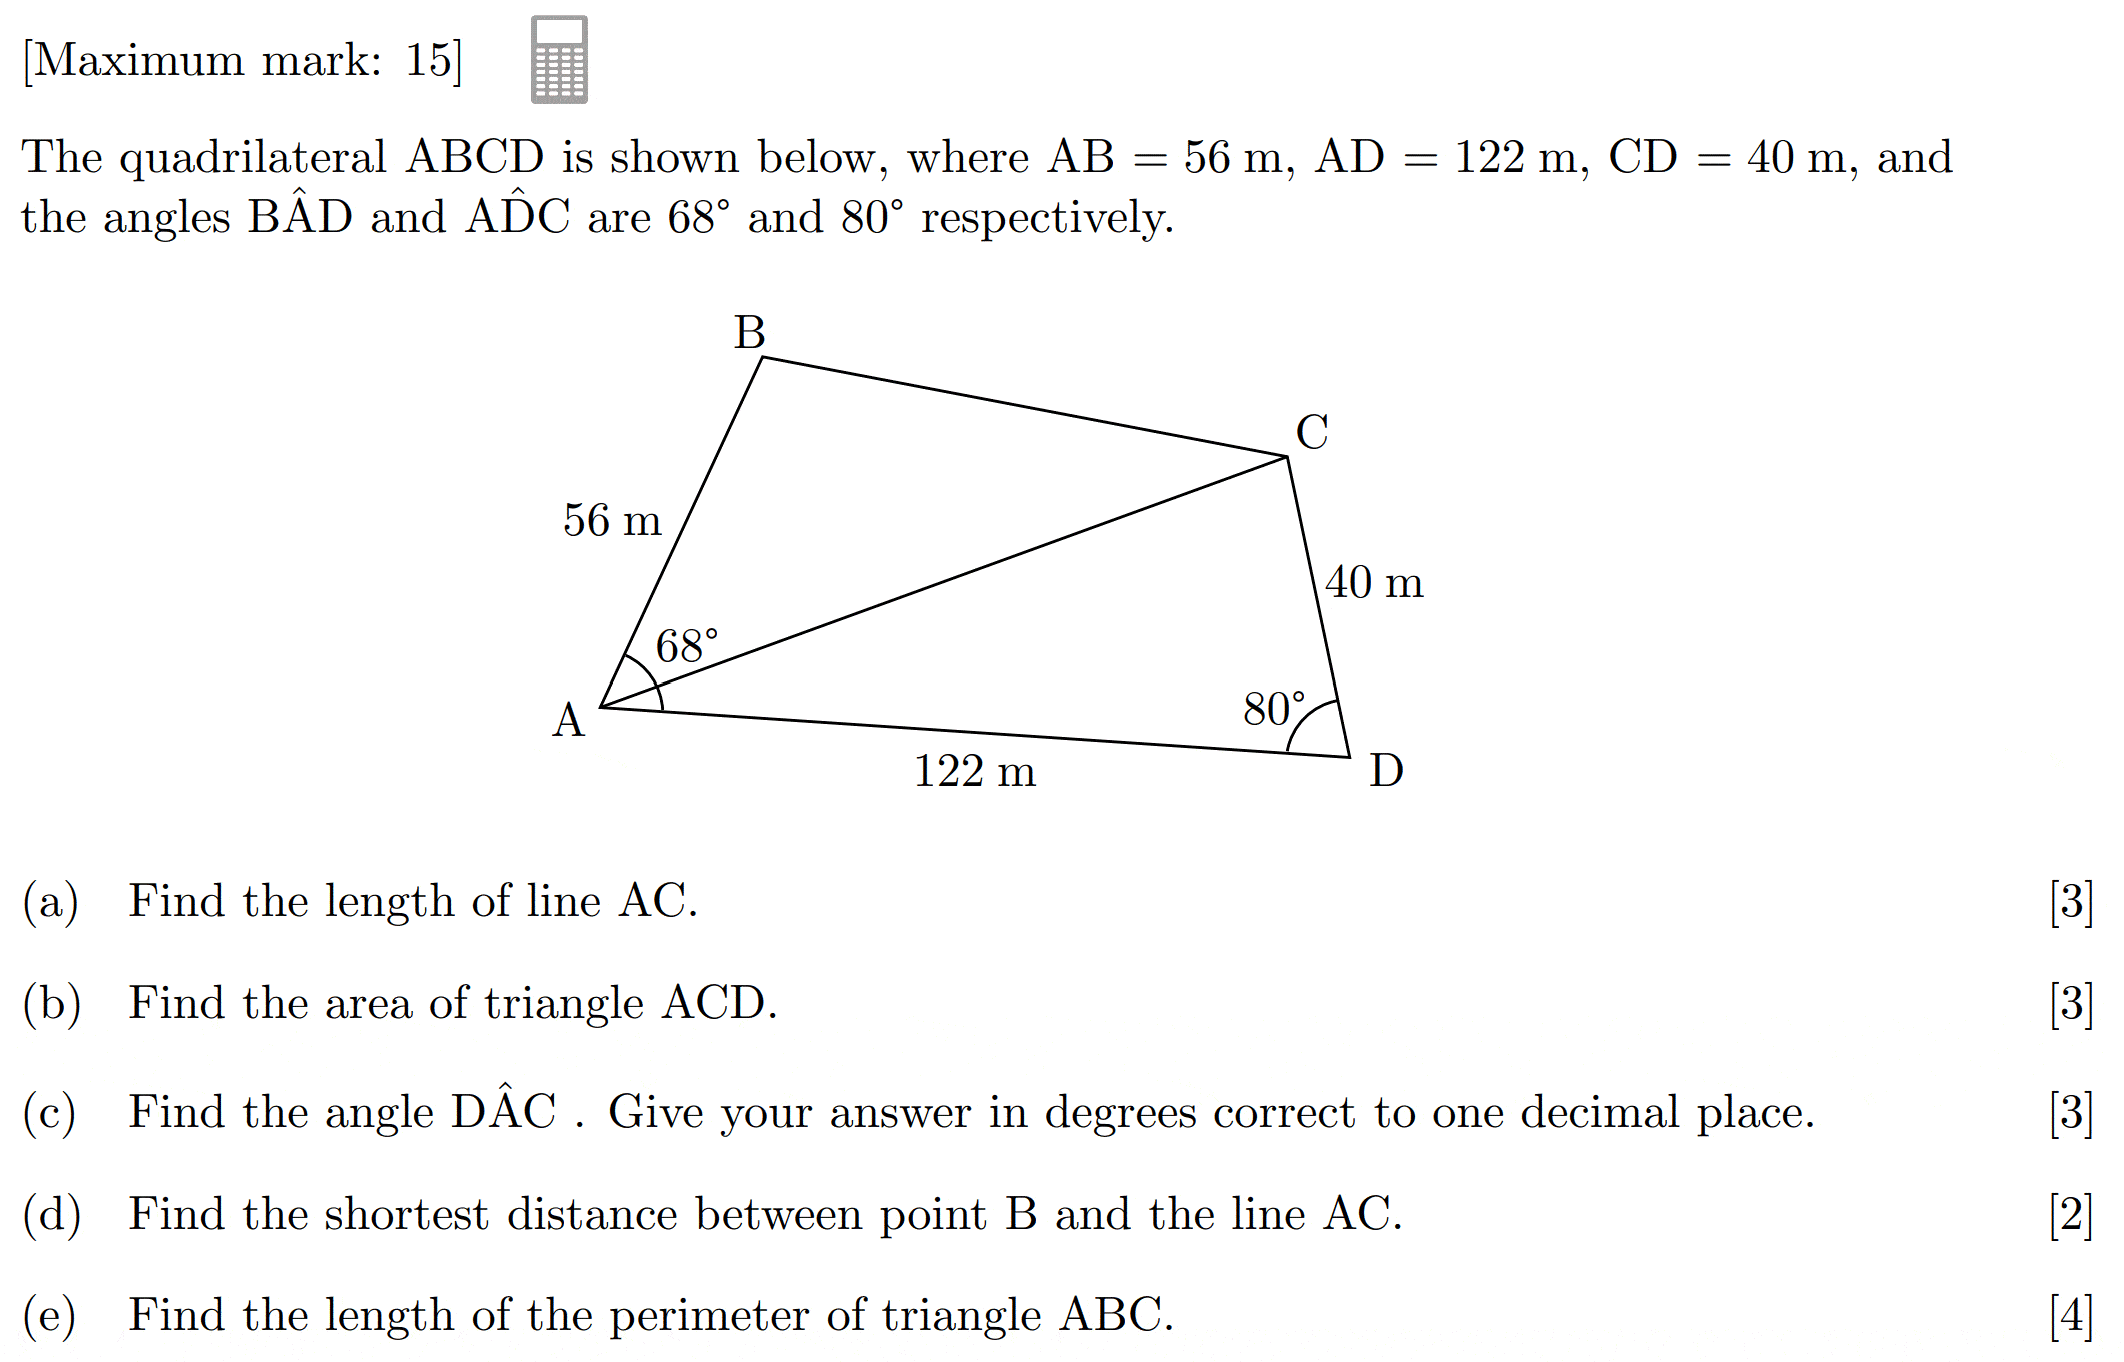 [Maximum mark: 15]
The quadrilateral ABCD is shown below, where AB = 56 m, AD = 122 m, CD = 40 m, and
the angles BÂD and AD̂C are 68° and 80° respectively.
B
C
56 m
40 m
68°
80°
A
122 m
D
(a) Find the length of line AC. [3]
(b) Find the area of triangle ACD. [3]
(c) Find the angle DÂC . Give your answer in degrees correct to one decimal place. [3]
(d) Find the shortest distance between point B and the line AC. [2]
(e) Find the length of the perimeter of triangle ABC. [4]